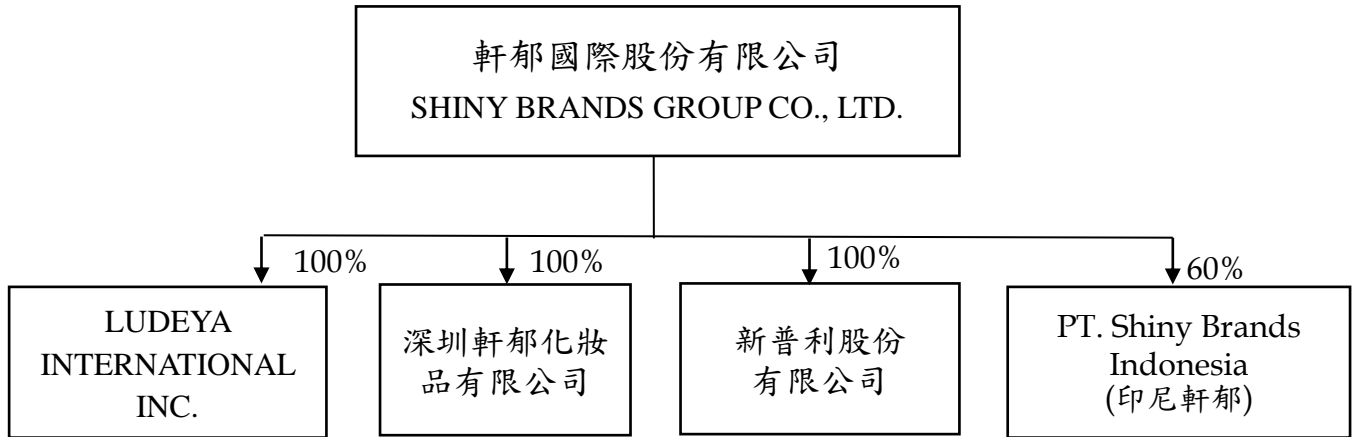 軒郁國際股份有限公司
SHINY BRANDS GROUP CO., LTD.
100%
100%
100%
60%
LUDEYA
INTERNATIONAL
INC.
深圳軒郁化妝
品有限公司
新普利股份
有限公司
PT. Shiny Brands
Indonesia
(印尼軒郁)